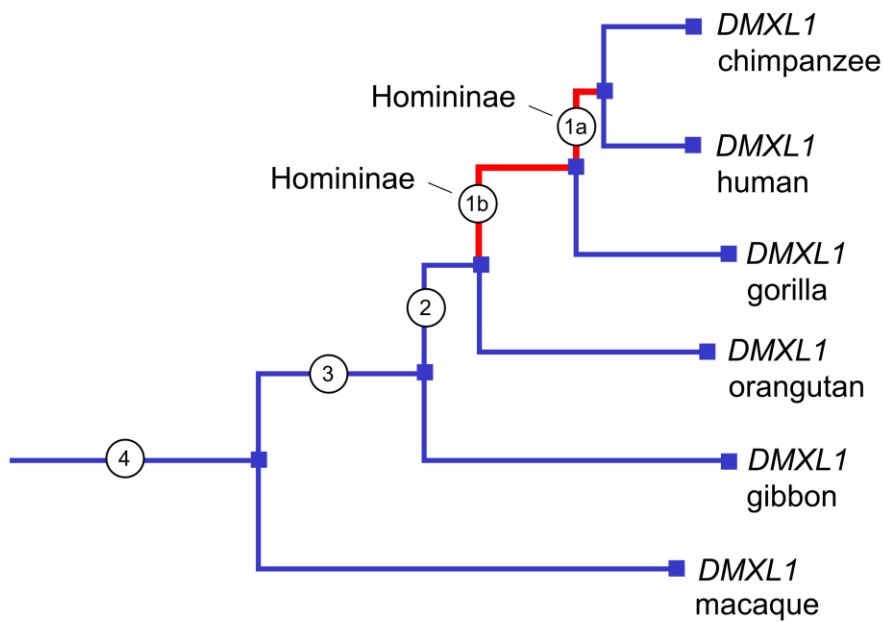 DMXL1
chimpanzee
Homininae
1a
DMXL1
human
Homininae
1b
DMXL1
gorilla
2
DMXL1
orangutan
3
4
DMXL1
gibbon
DMXL1
macaque